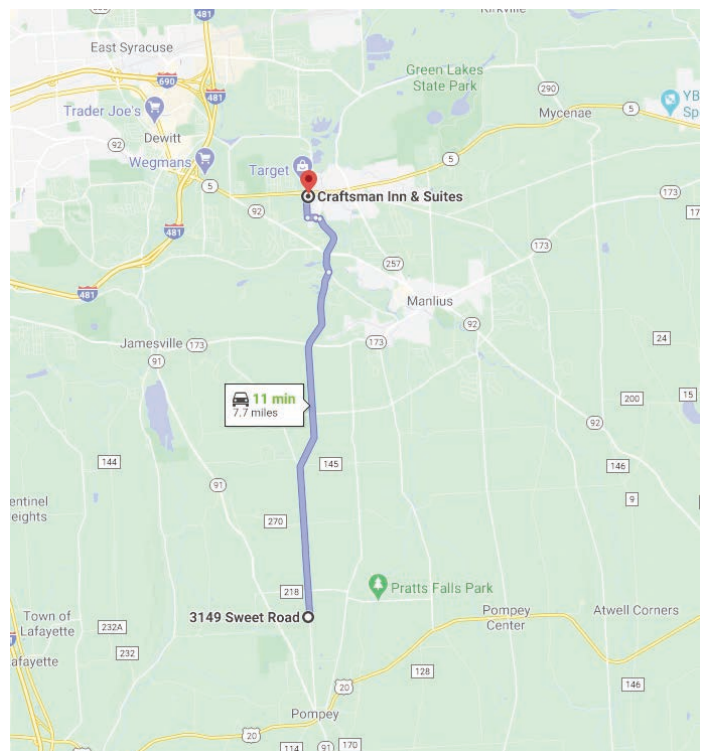 Kirkville
East Syracuse
690
481
Green Lakes
State Park
290
YB
Sp
Trader Joe's
Mycenae
5
92
Dewitt
481
Wegmans
Target
5
5
Craftsman Inn & Suites
173
92
17
481
173
481
257
Manlius
92
Jamesville
173
173
24
91
11 min
7.7 miles
15
200
92
144
145
146
91
9
entinel
eights
270
218
Pratts Falls Park
3149 Sweet Road
Town of
Lafayette
232A
Pompey
Center
Atwell Corners
232
afayette
128
146
20
Pompey
20
114
91
170